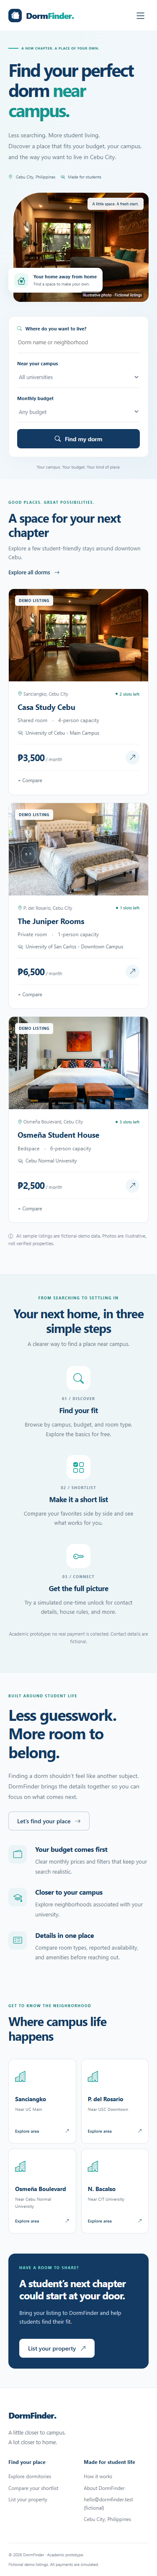 DormFinder.
A NEW CHAPTER. A PLACE OF YOUR OWN.
Find your perfect
dorm near
campus.
Less searching. More student living.
Discover a place that fits your budget, your campus,
and the way you want to live in Cebu City.
Cebu City, Philippines
Made for students
A little space. A fresh start.
Your home away from home
Find a space to make your own.
Illustrative photo · Fictional listings
Where do you want to live?
Dorm name or neighborhood
Near your campus
All universities
Monthly budget
Any budget
Find my dorm
Your campus. Your budget. Your kind of place.
GOOD PLACES. GREAT POSSIBILITIES.
A space for your next
chapter
Explore a few student-friendly stays around downtown
Cebu.
Explore all dorms →
DEMO LISTING
Sanciangko, Cebu City
2 slots left
Casa Study Cebu
Shared room · 4-person capacity
University of Cebu - Main Campus
₱3,500 / month
+ Compare
DEMO LISTING
P. del Rosario, Cebu City
1 slots left
The Juniper Rooms
Private room · 1-person capacity
University of San Carlos - Downtown Campus
₱6,500 / month
+ Compare
DEMO LISTING
Osmeña Boulevard, Cebu City
3 slots left
Osmeña Student House
Bedspace · 6-person capacity
Cebu Normal University
₱2,500 / month
+ Compare
All sample listings are fictional demo data. Photos are illustrative,
not verified properties.
FROM SEARCHING TO SETTLING IN
Your next home, in three
simple steps
A clearer way to find a place near campus.
01 / DISCOVER
Find your fit
Browse by campus, budget, and room type.
Explore the basics for free.
02 / SHORTLIST
Make it a short list
Compare your favorites side by side and see
what works for you.
03 / CONNECT
Get the full picture
Try a simulated one-time unlock for contact
details, house rules, and more.
Academic prototype: no real payment is collected. Contact details are
fictional.
BUILT AROUND STUDENT LIFE
Less guesswork.
More room to
belong.
Finding a dorm shouldn't feel like another subject.
DormFinder brings the details together so you can
focus on what comes next.
Let's find your place →
Your budget comes first
Clear monthly prices and filters that keep your
search realistic.
Closer to your campus
Explore neighborhoods associated with your
university.
Details in one place
Compare room types, reported availability,
and amenities before reaching out.
GET TO KNOW THE NEIGHBORHOOD
Where campus life
happens
Sanciangko
Near UC Main
Explore area
P. del Rosario
Near USC Downtown
Explore area
Osmeña Boulevard
Near Cebu Normal
University
Explore area
N. Bacalso
Near CIT University
Explore area
HAVE A ROOM TO SHARE?
A student's next chapter
could start at your door.
Bring your listing to DormFinder and help
students find their fit.
List your property
DormFinder.
A little closer to campus.
A lot closer to home.
Find your place
Explore dormitories
Compare your shortlist
List your property
Made for student life
How it works
About DormFinder
hello@dormfinder.test
(fictional)
Cebu City, Philippines
© 2026 DormFinder · Academic prototype
Fictional demo listings. All payments are simulated.